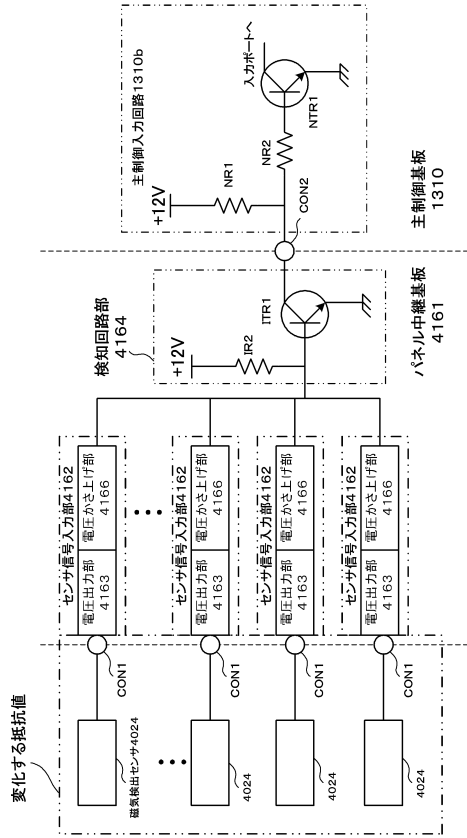 変化する抵抗値
磁気検出センサ4024
4024
4024
4024
CON1
CON1
CON1
CON1
センサ信号入力部4162
電圧出力部
4163
電圧かさ上げ部
4166
センサ信号入力部4162
電圧出力部
4163
電圧かさ上げ部
4166
センサ信号入力部4162
電圧出力部
4163
電圧かさ上げ部
4166
センサ信号入力部4162
電圧出力部
4163
電圧かさ上げ部
4166
検知回路部
4164
+12V
IR2
ITR1
パネル中継基板
4161
CON2
主制御入力回路1310b
+12V
NR1
NR2
NTR1
入力ポートへ
主制御基板
1310